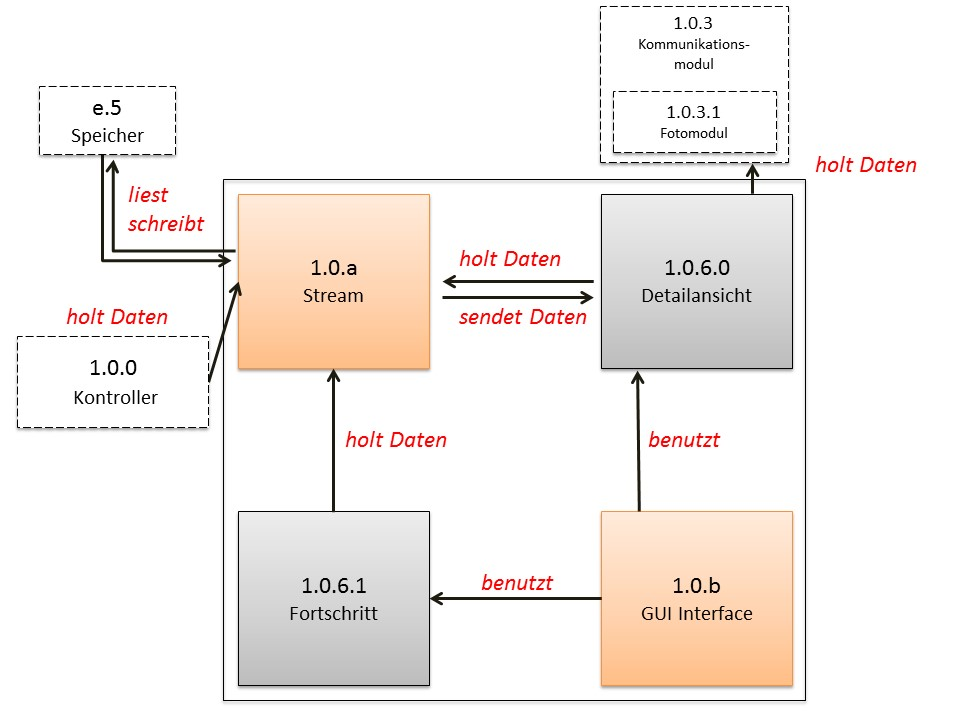 1.0.3
Kommunikations-
modul
1.0.3.1
Fotomodul
e.5
Speicher
holt Daten
liest
schreibt
1.0.a
Stream
holt Daten
sendet Daten
1.0.6.0
Detailansicht
holt Daten
1.0.0
Kontroller
holt Daten
benutzt
1.0.6.1
Fortschritt
benutzt
1.0.b
GUI Interface